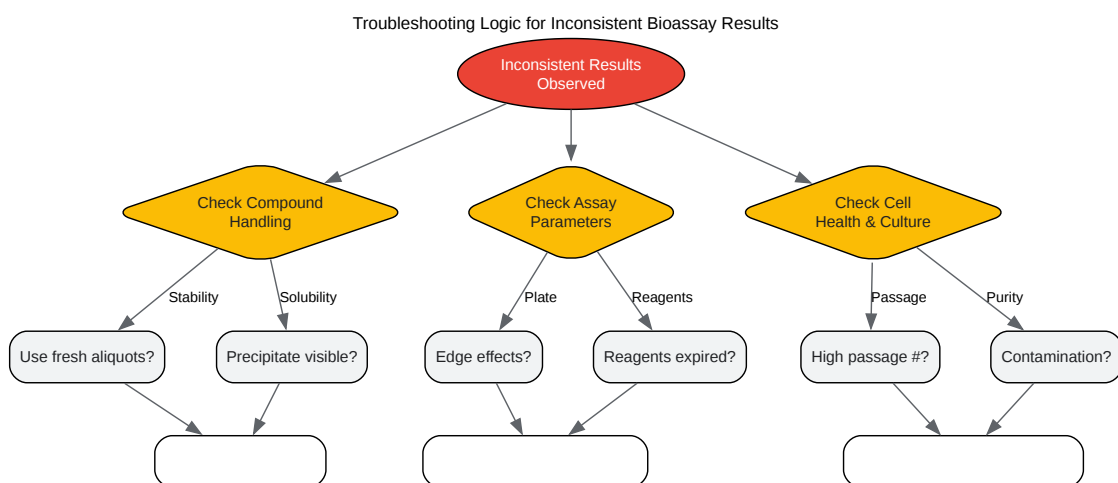 Troubleshooting Logic for Inconsistent Bioassay Results
Inconsistent Results
Observed
Check Compound
Handling
Check Assay
Parameters
Check Cell
Health & Culture
Stability
Solubility
Plate
Reagents
Passage
Purity
Use fresh aliquots?
Precipitate visible?
Edge effects?
Reagents expired?
High passage #?
Contamination?